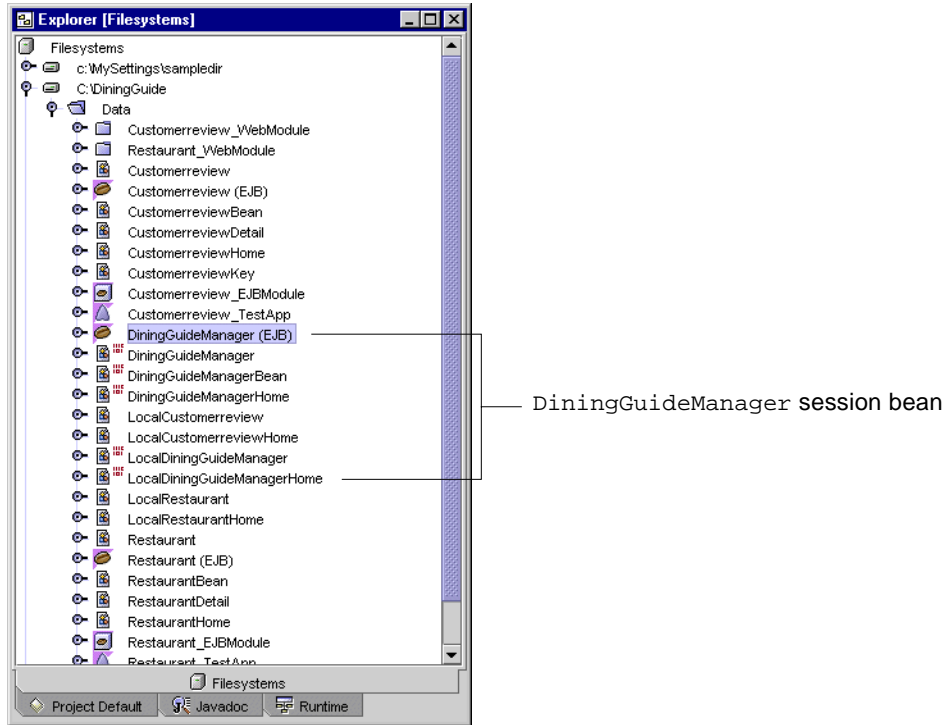 Explorer [Filesystems]
Filesystems
c:\MySettings\sampledir
C:\DiningGuide
Data
Customerreview_WebModule
Restaurant_WebModule
Customerreview
Customerreview (EJB)
CustomerreviewBean
CustomerreviewDetail
CustomerreviewHome
CustomerreviewKey
Customerreview_EJBModule
Customerreview_TestApp
DiningGuideManager (EJB)
DiningGuideManager
DiningGuideManagerBean
DiningGuideManagerHome
DiningGuideManager session bean
LocalCustomerreview
LocalCustomerreviewHome
LocalDiningGuideManager
LocalDiningGuideManagerHome
LocalRestaurant
LocalRestaurantHome
Restaurant
Restaurant (EJB)
RestaurantBean
RestaurantDetail
RestaurantHome
Restaurant_EJBModule
Restaurant_TestApp
Filesystems
Project Default
Javadoc
Runtime